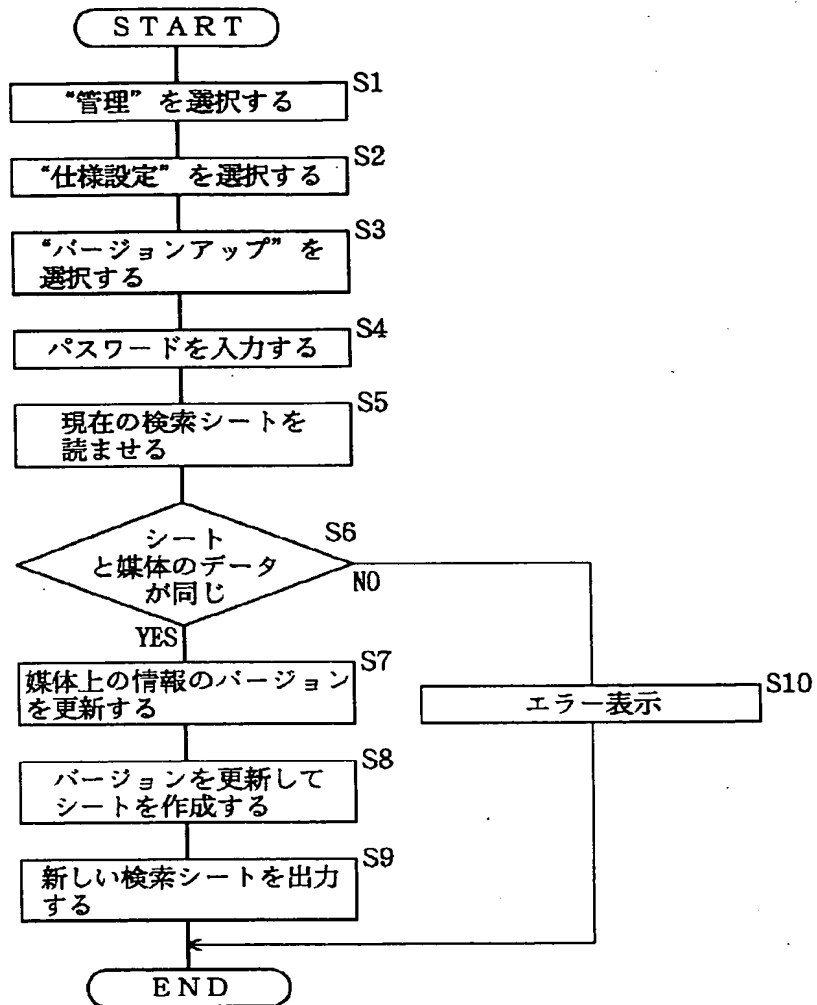 START
S1
“管理”を選択する
S2
“仕様設定”を選択する
S3
“バージョンアップ”を
選択する
S4
パスワードを入力する
S5
現在の検索シートを
読ませる
S6
シート
と媒体のデータ
が同じ
NO
YES
S7
媒体上の情報のバージョン
を更新する
S10
エラー表示
S8
バージョンを更新して
シートを作成する
S9
新しい検索シートを出力
する
END